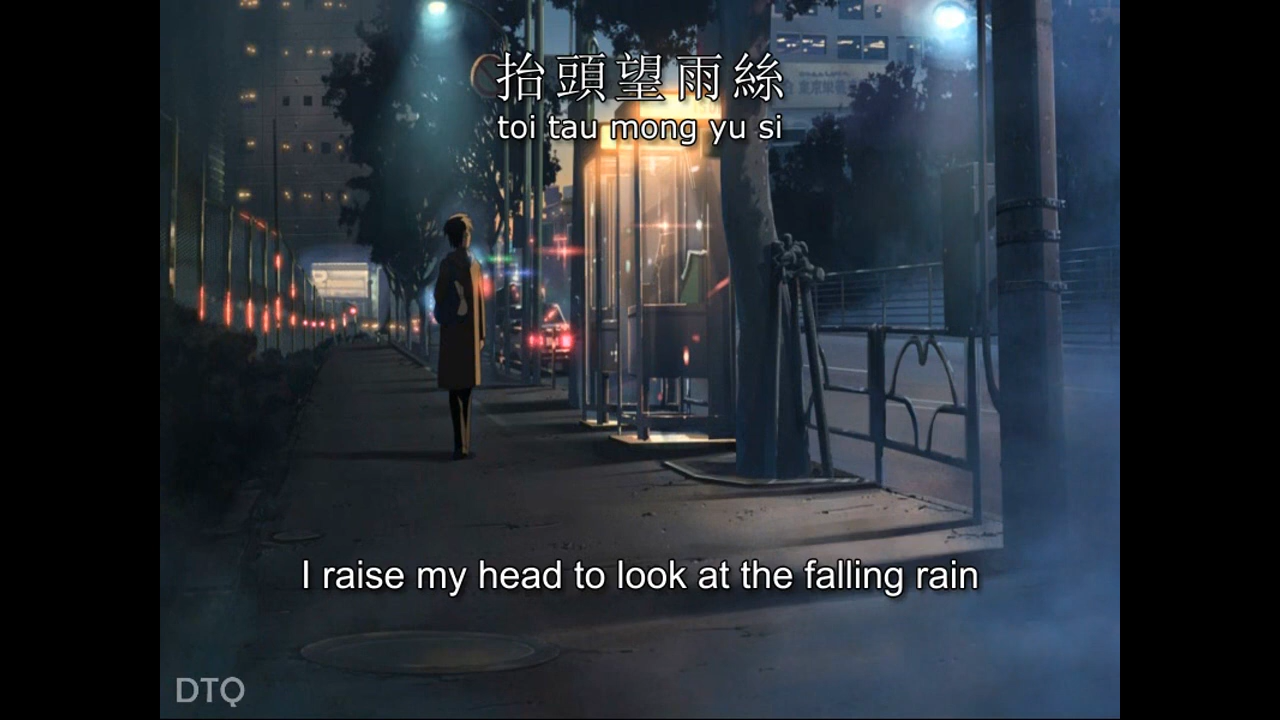 抬頭望雨絲
toi tau mong yu si
I raise my head to look at the falling rain
DTQ